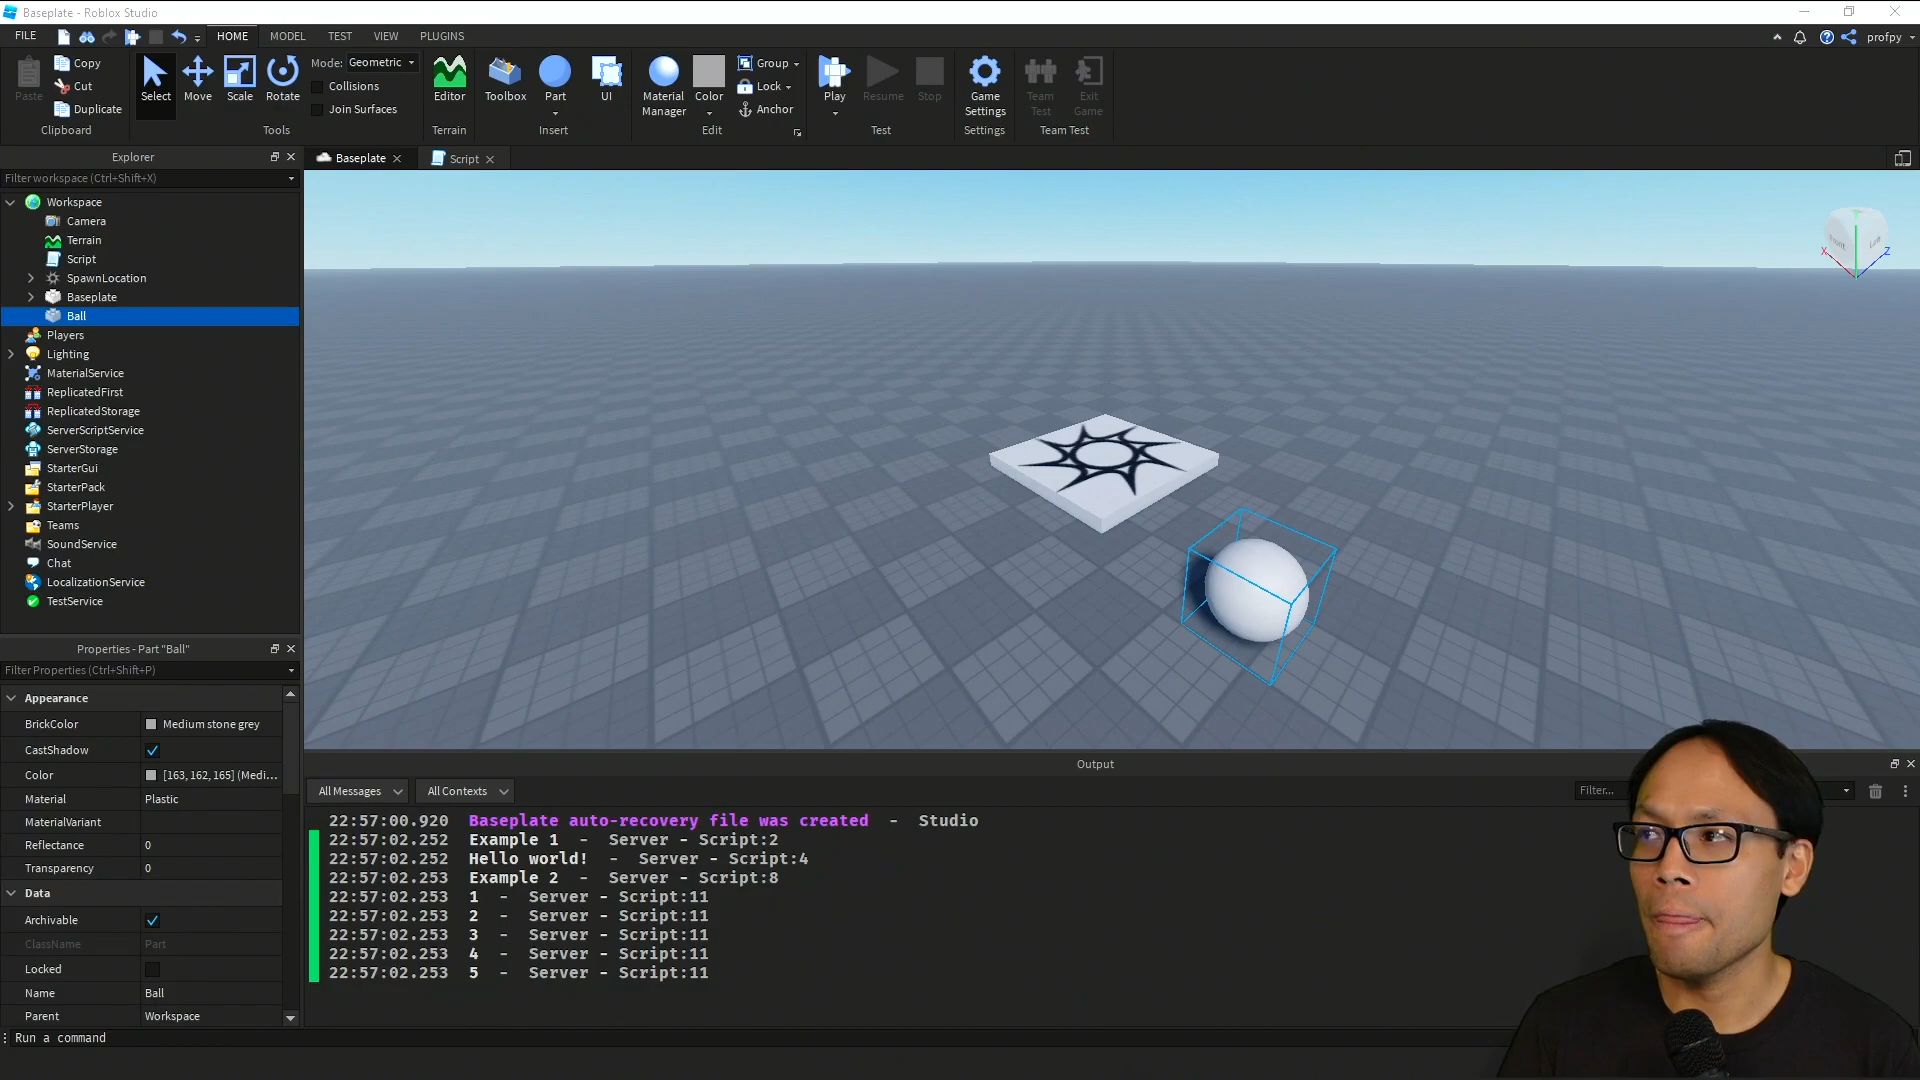 Baseplate - Roblox Studio
FILE HOME MODEL TEST VIEW PLUGINS profpy
Paste Copy Cut Duplicate
Clipboard
Select Move Scale Rotate
Mode: Geometric
Collisions
Join Surfaces
Tools
Editor
Terrain
Toolbox Part UI
Insert
Material Manager Color
Group
Lock
Anchor
Edit
Play Resume Stop
Test
Game Settings
Settings
Team Test Exit Game
Team Test
Explorer
Filter workspace (Ctrl+Shift+X)
Workspace
Camera
Terrain
Script
SpawnLocation
Baseplate
Ball
Players
Lighting
MaterialService
ReplicatedFirst
ReplicatedStorage
ServerScriptService
ServerStorage
StarterGui
StarterPack
StarterPlayer
Teams
SoundService
Chat
LocalizationService
TestService
Properties - Part "Ball"
Filter Properties (Ctrl+Shift+P)
Appearance
BrickColor Medium stone grey
CastShadow
Color [163, 162, 165] (Medi...
Material Plastic
MaterialVariant
Reflectance 0
Transparency 0
Data
Archivable
ClassName Part
Locked
Name Ball
Parent Workspace
Run a command
Baseplate Script
X Z
Output
All Messages All Contexts Filter...
22:57:00.920 Baseplate auto-recovery file was created - Studio
22:57:02.252 Example 1 - Server - Script:2
22:57:02.252 Hello world! - Server - Script:4
22:57:02.253 Example 2 - Server - Script:8
22:57:02.253 1 - Server - Script:11
22:57:02.253 2 - Server - Script:11
22:57:02.253 3 - Server - Script:11
22:57:02.253 4 - Server - Script:11
22:57:02.253 5 - Server - Script:11